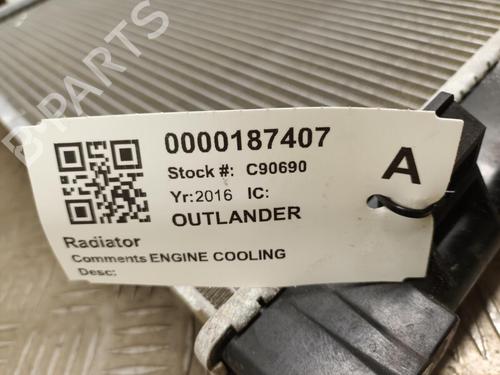 B-PARTS
0000187407
Stock #: C90690
Yr:2016 IC:
OUTLANDER
A
Radiator
Comments ENGINE COOLING
Desc: